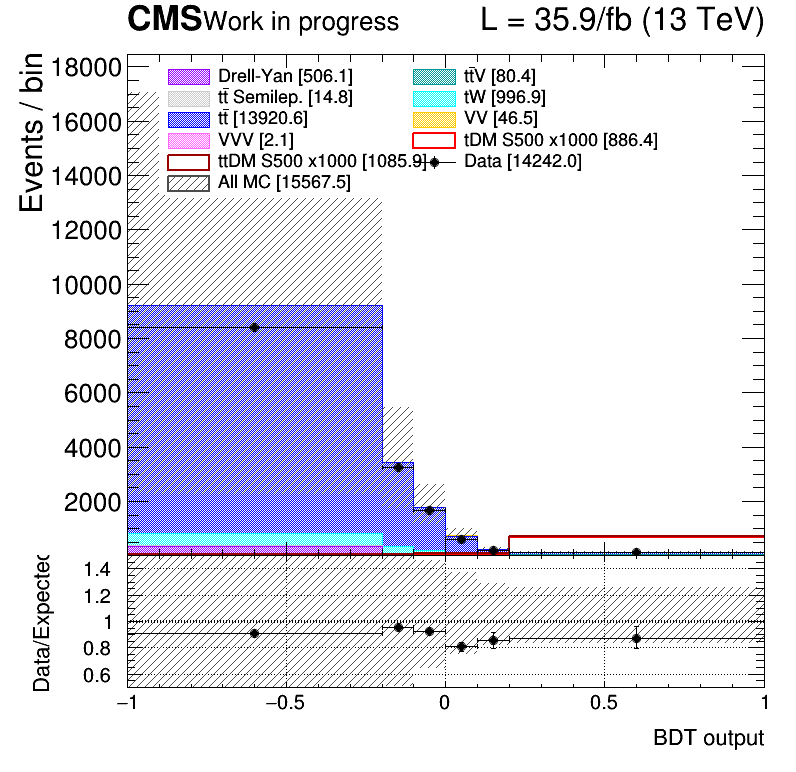 CMS Work in progress L = 35.9/fb (13 TeV)
Events / bin
18000
16000
14000
12000
10000
8000
6000
4000
2000
Drell-Yan [506.1] tt̄V [80.4]
tt̄ Semilep. [14.8] tW [996.9]
tt̄ [13920.6] VV [46.5]
VVV [2.1] tDM S500 x1000 [886.4]
ttDM S500 x1000 [1085.9] Data [14242.0]
All MC [15567.5]
Data/Expected
1.4
1.2
1
0.8
0.6
−1 −0.5 0 0.5 1
BDT output